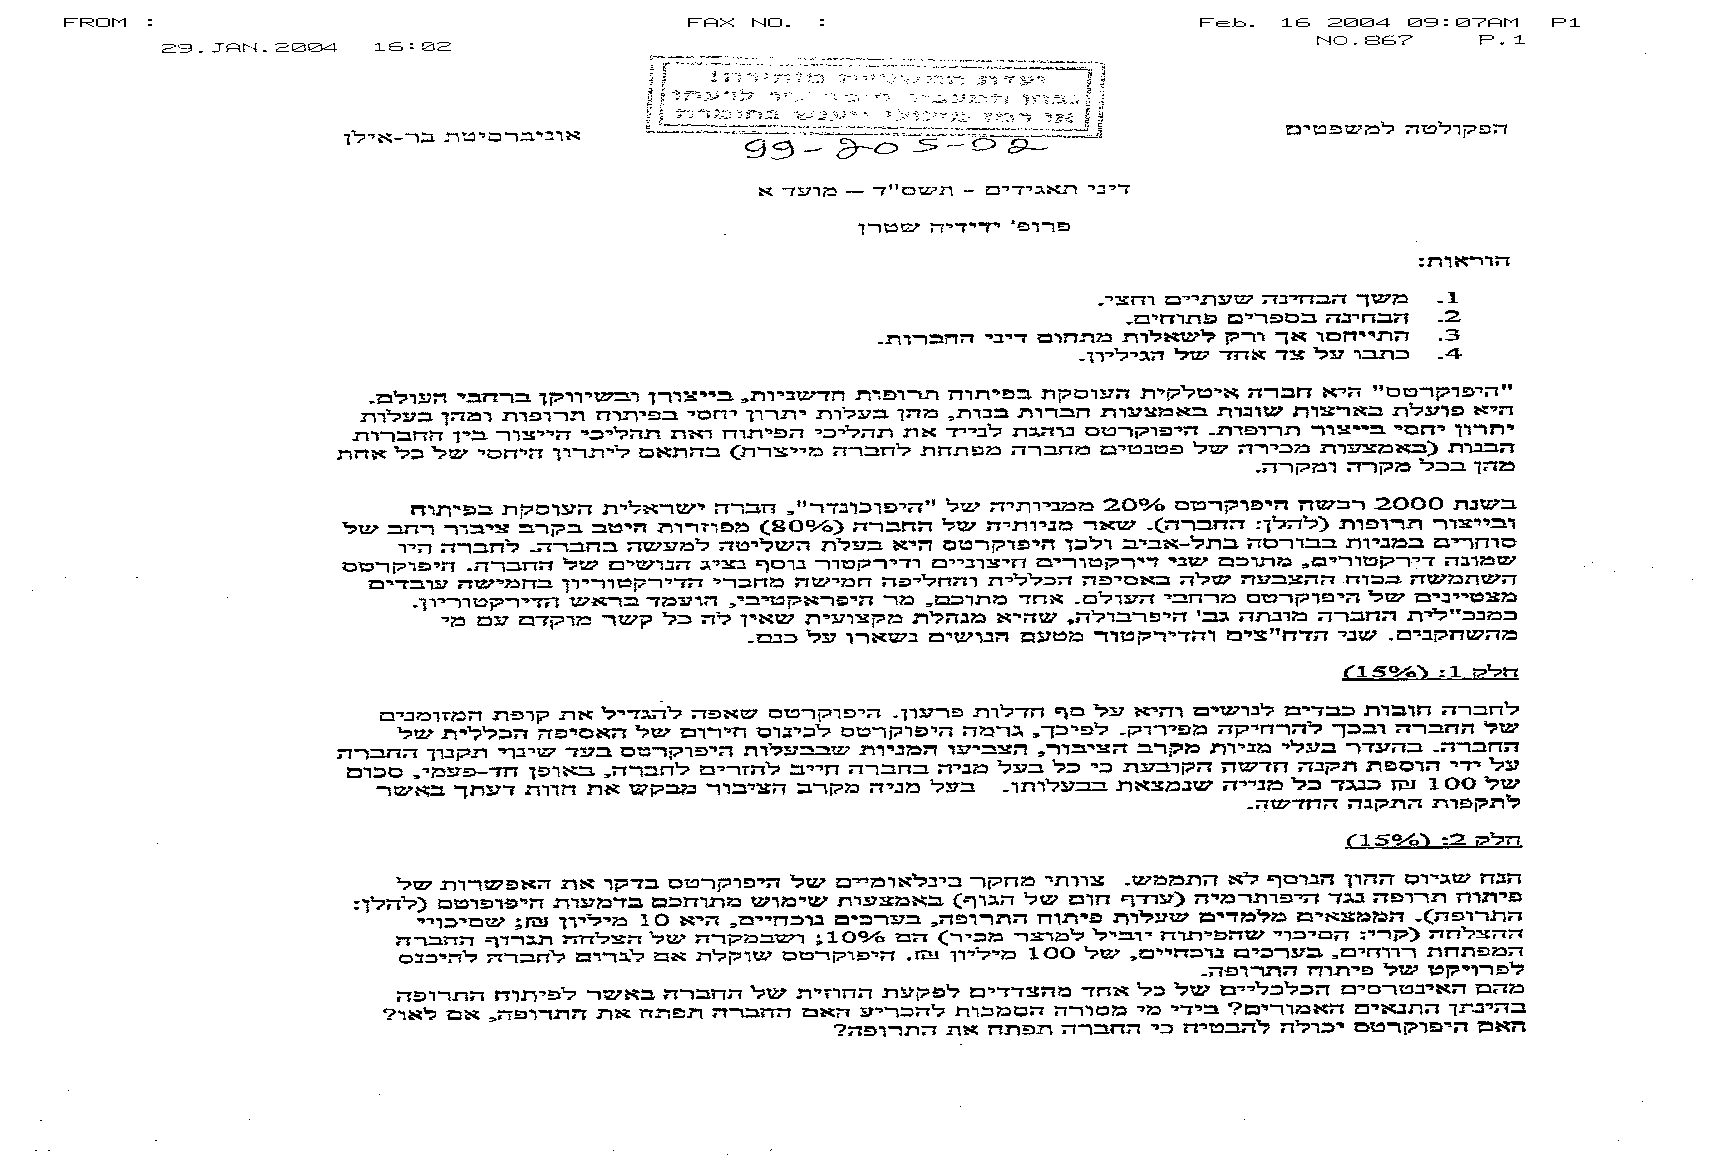 FROM : FAX NO. : Feb. 16 2004 09:07AM P1
29.JAN.2004 16:02 NO.867 P.1
ועדת המשמעת מזהירה!
נבחן
99-205-02
הפקולטה למשפטים אוניברסיטת בר-אילן
דיני תאגידים - תשס"ד – מועד א
פרופ' ידידיה שטרן
הוראות:
1. משך הבחינה שעתיים וחצי.
2. הבחינה בספרים פתוחים.
3. התייחסו אך ורק לשאלות מתחום דיני החברות.
4. כתבו על צד אחד של הגיליון.
"היפוקרטס" היא חברה איטלקית העוסקת בפיתוח תרופות חדשניות, בייצורן ובשיווקן ברחבי העולם.
היא פועלת בארצות שונות באמצעות חברות בנות, מהן בעלות יתרון יחסי בפיתוח תרופות ומהן בעלות
יתרון יחסי בייצור תרופות. היפוקרטס נוהגת לנייד את תהליכי הפיתוח ואת תהליכי הייצור בין החברות
הבנות (באמצעות מכירה של פטנטים מחברה מפתחת לחברה מייצרת) בהתאם ליתרון היחסי של כל אחת
מהן בכל מקרה ומקרה.
בשנת 2000 רכשה היפוקרטס 20% ממניותיה של "היפוכונדר", חברה ישראלית העוסקת בפיתוח
ובייצור תרופות (להלן: החברה). שאר מניותיה של החברה (80%) מפוזרות היטב בקרב ציבור רחב של
סוחרים במניות בבורסה בתל-אביב ולכן היפוקרטס היא בעלת השליטה למעשה בחברה. לחברה היו
שמונה דירקטורים, מתוכם שני דירקטורים חיצוניים ודירקטור נוסף נציג הנושים של החברה. היפוקרטס
השתמשה בכוח ההצבעה שלה באסיפה הכללית והחליפה חמישה מחברי הדירקטוריון בחמישה עובדים
מצטיינים של היפוקרטס מרחבי העולם. אחד מתוכם, מר היפראקטיבי, הועמד בראש הדירקטוריון.
כמנכ"לית החברה מונתה גב' היפרבולה, שהיא מנהלת מקצועית שאין לה כל קשר מוקדם עם מי
מהשחקנים. שני הדח"צים והדירקטור מטעם הנושים נשארו על כנם.
חלק 1: (15%)
לחברה חובות כבדים לנושים והיא על סף חדלות פרעון. היפוקרטס שאפה להגדיל את קופת המזומנים
של החברה ובכך להרחיקה מפירוק. לפיכך, גרמה היפוקרטס לכינוס חירום של האסיפה הכללית של
החברה. בהעדר בעלי מניות מקרב הציבור, הצביעו המניות שבבעלות היפוקרטס בעד שינוי תקנון החברה
על ידי הוספת תקנה חדשה הקובעת כי כל בעל מניה בחברה חייב להזרים לחברה, באופן חד-פעמי, סכום
של 100 ₪ כנגד כל מנייה שנמצאת בבעלותו. בעל מניה מקרב הציבור מבקש את חוות דעתך באשר
לתקפות התקנה החדשה.
חלק 2: (15%)
הנח שגיוס ההון הנוסף לא התממש. צוותי מחקר בינלאומיים של היפוקרטס בדקו את האפשרות של
פיתוח תרופה נגד היפותרמיה (עודף חום של הגוף) באמצעות שימוש מתוחכם בדמעות היפופוטם (להלן:
התרופה). הממצאים מלמדים שעלות פיתוח התרופה, בערכים נוכחיים, היא 10 מיליון ₪; שסיכויי
ההצלחה (קרי: הסיכוי שהפיתוח יוביל למוצר מכיר) הם 10%; ושבמקרה של הצלחה תגרוף החברה
המפתחת רווחים, בערכים נוכחיים, של 100 מיליון ₪. היפוקרטס שוקלת אם לגרום לחברה להיכנס
לפרויקט של פיתוח התרופה.
מהם האינטרסים הכלכליים של כל אחד מהצדדים לפקעת החוזית של החברה באשר לפיתוח התרופה
בהינתן התנאים האמורים? בידי מי מסורה הסמכות להכריע האם החברה תפתח את התרופה, אם לאו?
האם היפוקרטס יכולה להבטיח כי החברה תפתח את התרופה?